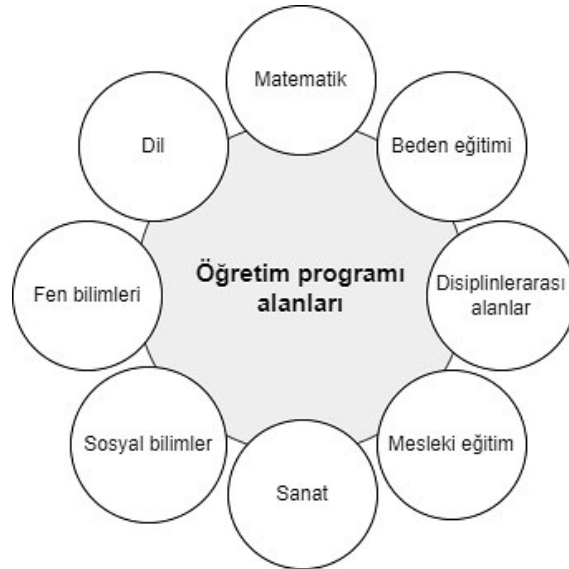 Matematik
Beden eğitimi
Disiplinlerarası
alanlar
Mesleki eğitim
Sanat
Sosyal bilimler
Fen bilimleri
Dil
Öğretim programı
alanları